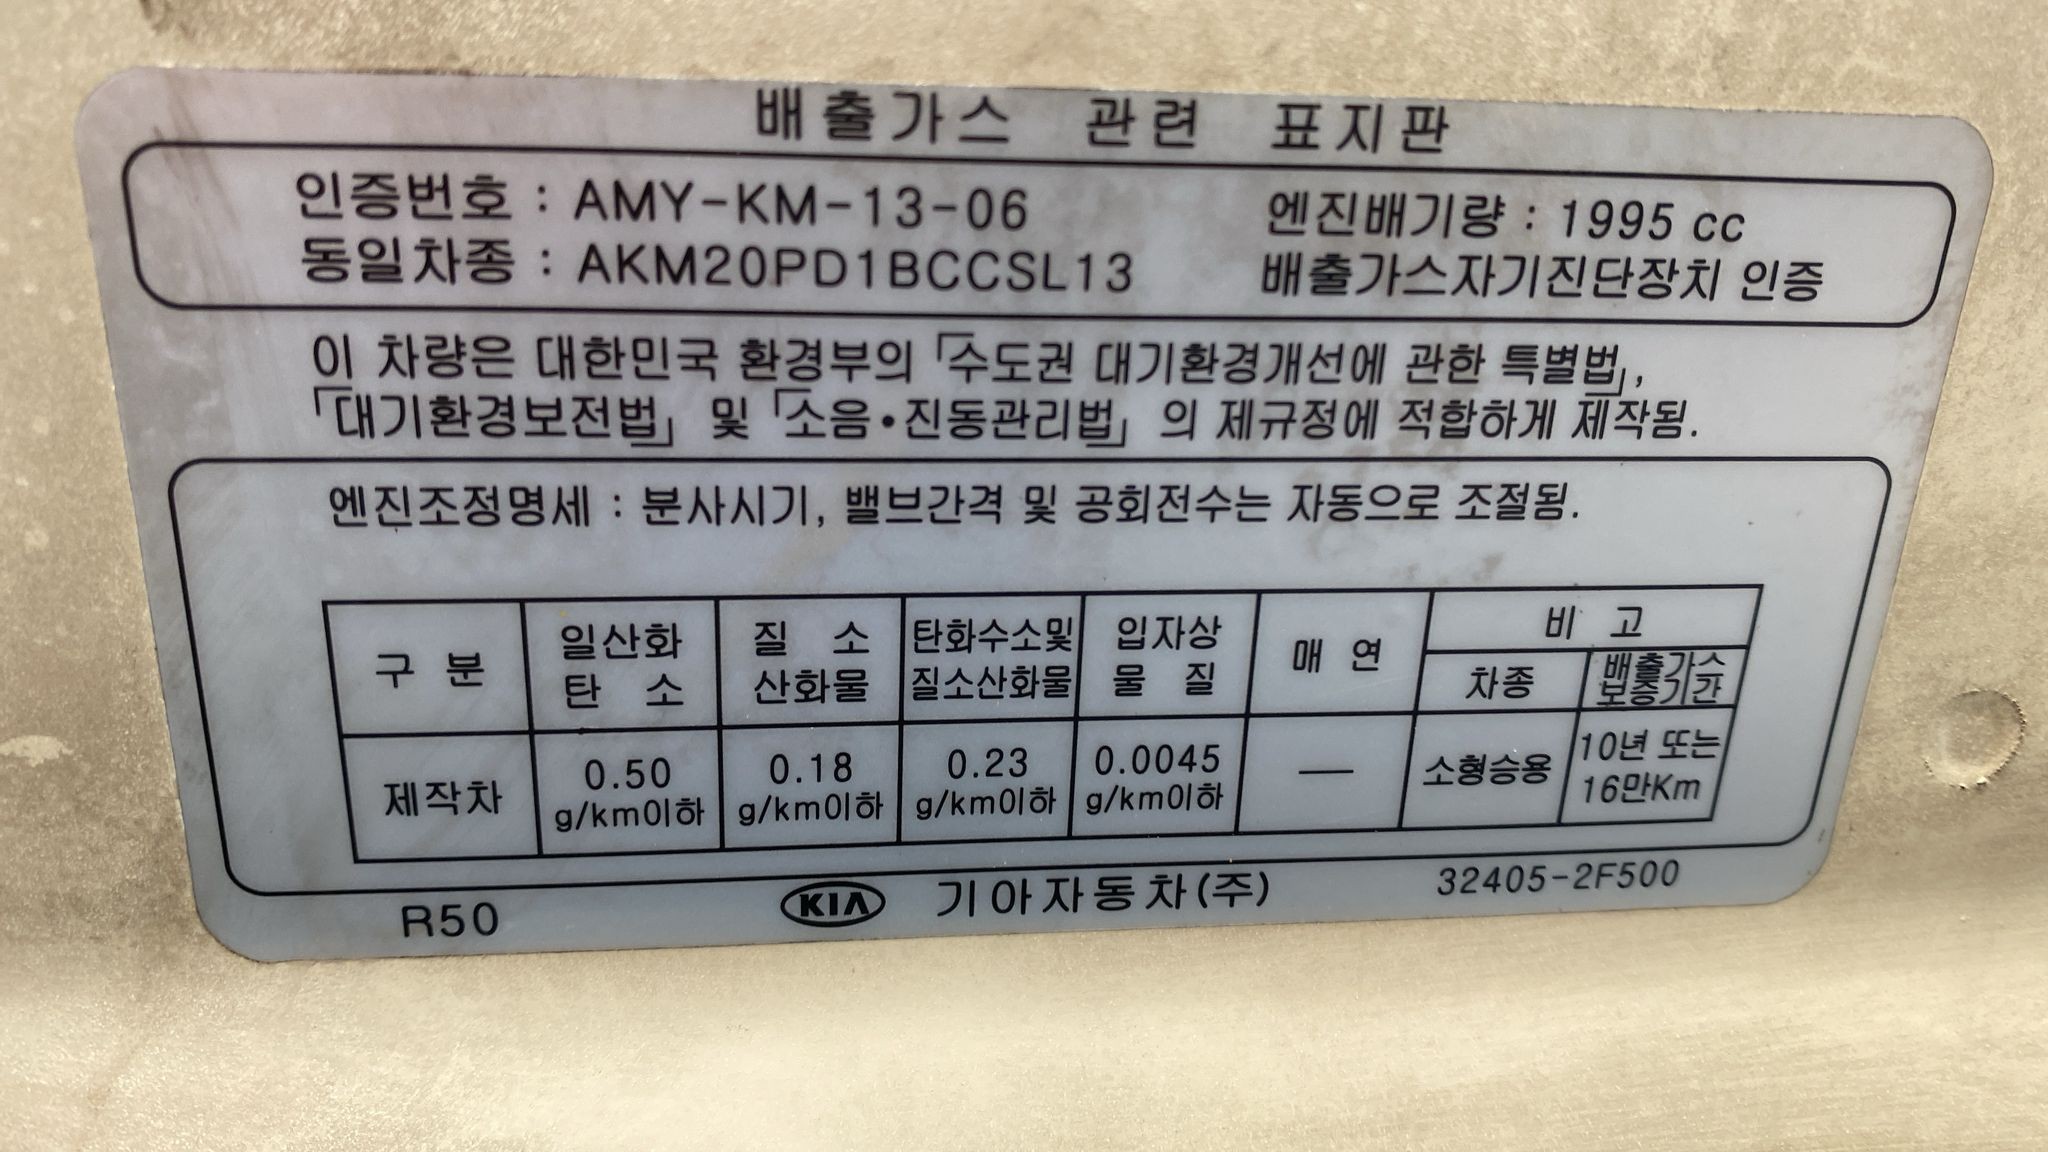 배출가스 관련 표지판
인증번호 : AMY-KM-13-06 엔진배기량 : 1995 cc
동일차종 : AKM20PD1BCCSL13 배출가스자기진단장치 인증
이 차량은 대한민국 환경부의 「수도권 대기환경개선에 관한 특별법」,
「대기환경보전법」 및 「소음•진동관리법」 의 제규정에 적합하게 제작됨.
엔진조정명세 : 분사시기, 밸브간격 및 공회전수는 자동으로 조절됨.
구 분 일산화 탄 소 질 소 산화물 탄화수소및 질소산화물 입자상 물 질 매 연 비 고
차종 배출가스 보증기간
제작차 0.50 g/km이하 0.18 g/km이하 0.23 g/km이하 0.0045 g/km이하 — 소형승용 10년 또는 16만Km
R50 KIA 기아자동차(주) 32405-2F500